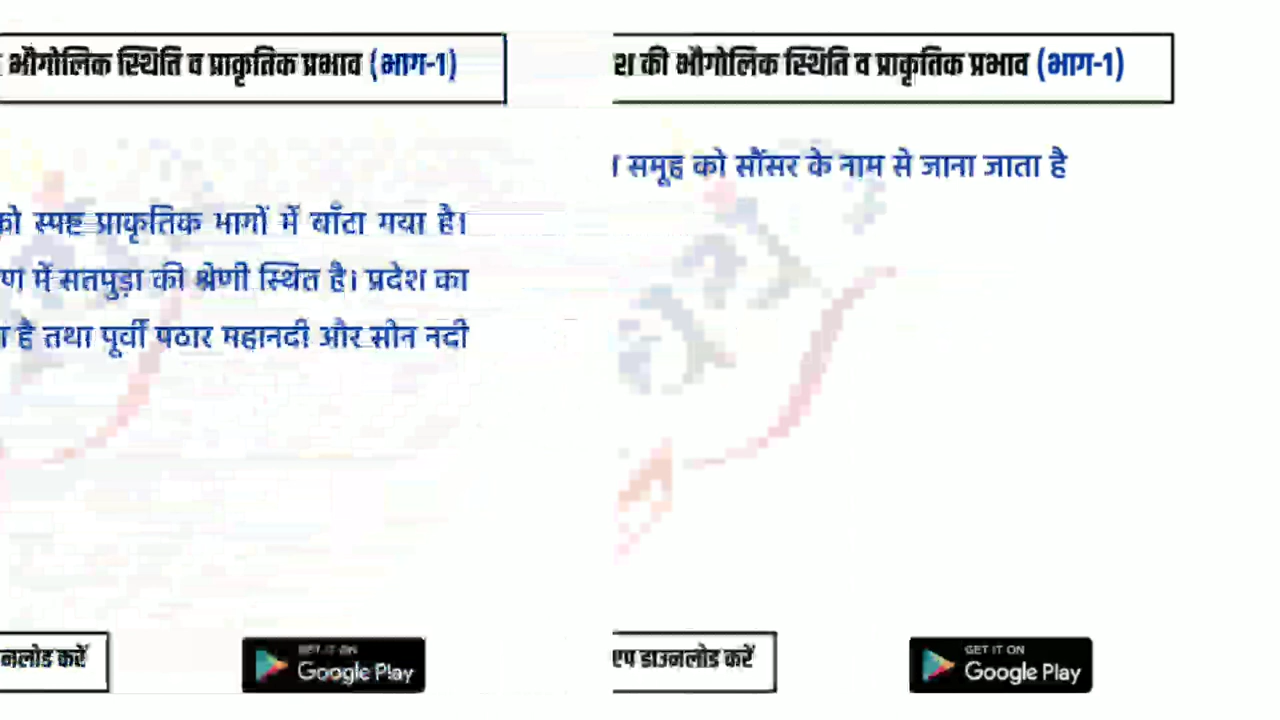 भौगोलिक स्थिति व प्राकृतिक प्रभाव (भाग-1)
को स्पष्ट प्राकृतिक भागों में बाँटा गया है।
में सतपुड़ा की श्रेणी स्थित है। प्रदेश का
है तथा पूर्वी पठार महानदी और सोन नदी
करें
GET IT ON
Google Play
की भौगोलिक स्थिति व प्राकृतिक प्रभाव (भाग-1)
समूह को सौंसर के नाम से जाना जाता है
एप डाउनलोड करें
GET IT ON
Google Play